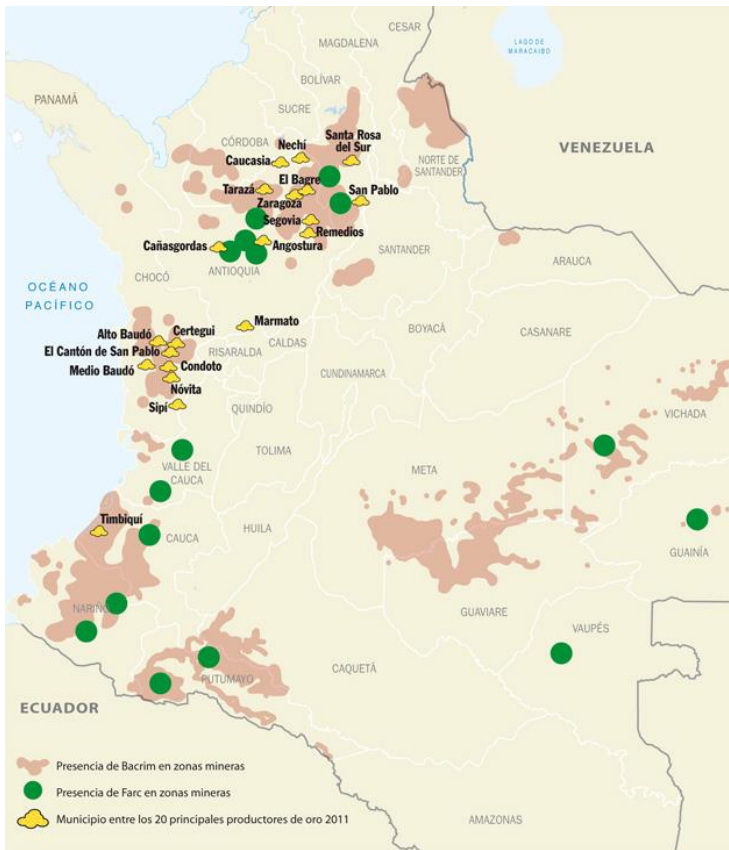 CESAR
MAGDALENA
LAGO DE
MARACAIBO
BOLÍVAR
PANAMÁ
SUCRE
CÓRDOBA
Nechí
Santa Rosa
del Sur
VENEZUELA
Caucasia
NORTE DE
SANTANDER
El Bagre
Tarazá
San Pablo
Zaragoza
Segovia
Remedios
Cañasgordas
Angostura
SANTANDER
ANTIOQUIA
ARAUCA
CHOCÓ
OCÉANO
PACÍFICO
Marmato
Alto Baudó
Certegui
BOYACÁ
CASANARE
El Cantón de San Pablo
RISARALDA
CALDAS
Medio Baudó
Condoto
CUNDINAMARCA
Nóvita
Sipí
QUINDÍO
VICHADA
TOLIMA
VALLE DEL
CAUCA
META
Timbiquí
CAUCA
HUILA
GUAINÍA
NARIÑO
GUAVIARE
VAUPÉS
CAQUETÁ
PUTUMAYO
ECUADOR
Presencia de Bacrim en zonas mineras
Presencia de Farc en zonas mineras
Municipio entre los 20 principales productores de oro 2011
AMAZONAS